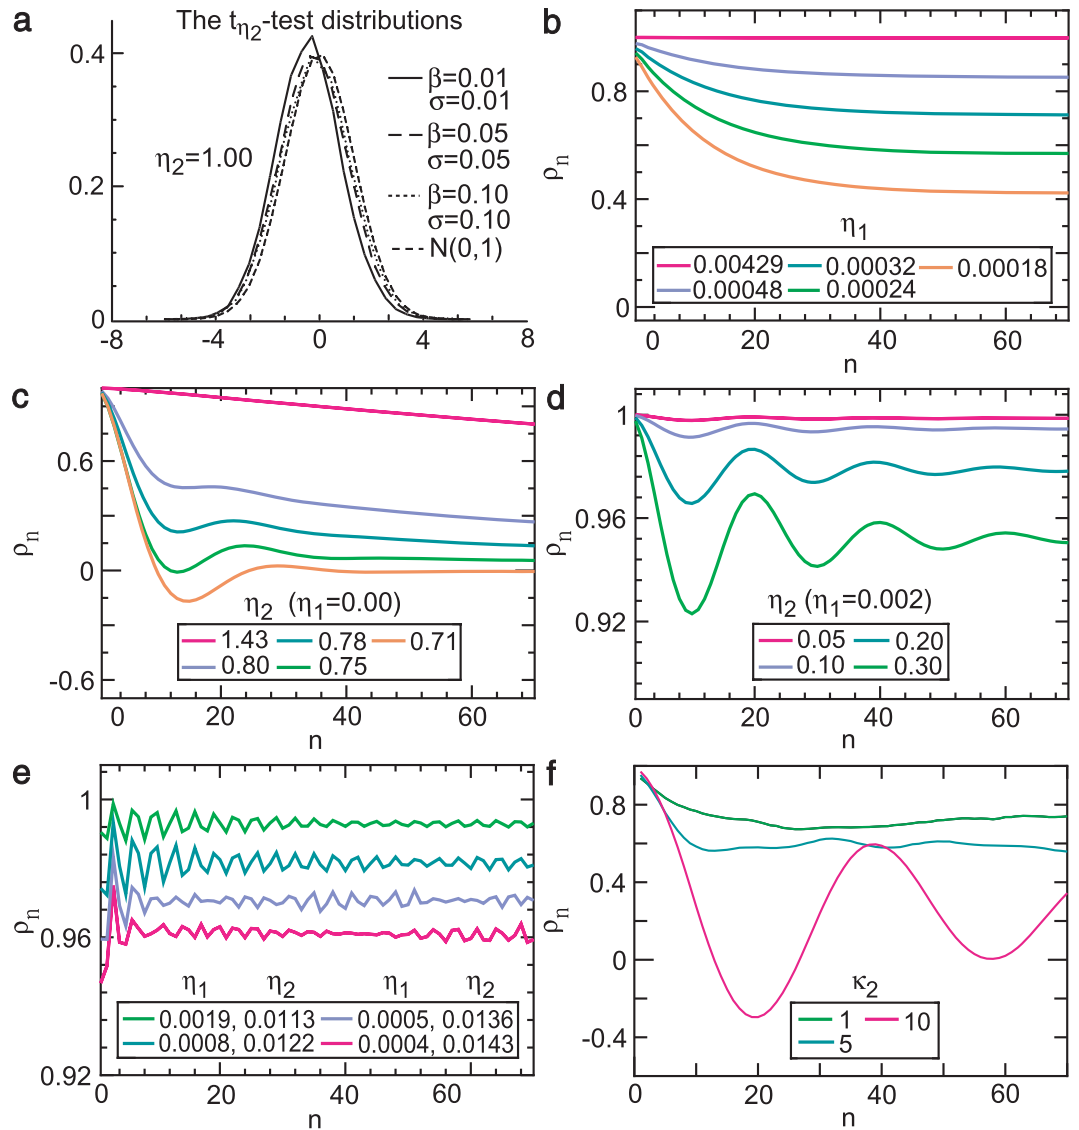 a
The tη2-test distributions
0.4
0.2
0
-8
-4
0
4
8
η2=1.00
β=0.01
σ=0.01
β=0.05
σ=0.05
β=0.10
σ=0.10
N(0,1)
b
ρn
0.8
0.4
0
0
20
40
60
n
η1
0.00429
0.00032
0.00018
0.00048
0.00024
c
ρn
0.6
0
-0.6
0
20
40
60
n
η2 (η1=0.00)
1.43
0.78
0.71
0.80
0.75
d
ρn
1
0.96
0.92
0
20
40
60
n
η2 (η1=0.002)
0.05
0.20
0.10
0.30
e
ρn
1
0.96
0.92
0
20
40
60
n
η1 η2 η1 η2
0.0019, 0.0113
0.0005, 0.0136
0.0008, 0.0122
0.0004, 0.0143
f
ρn
0.8
0.4
0
-0.4
0
20
40
60
n
κ2
1
10
5